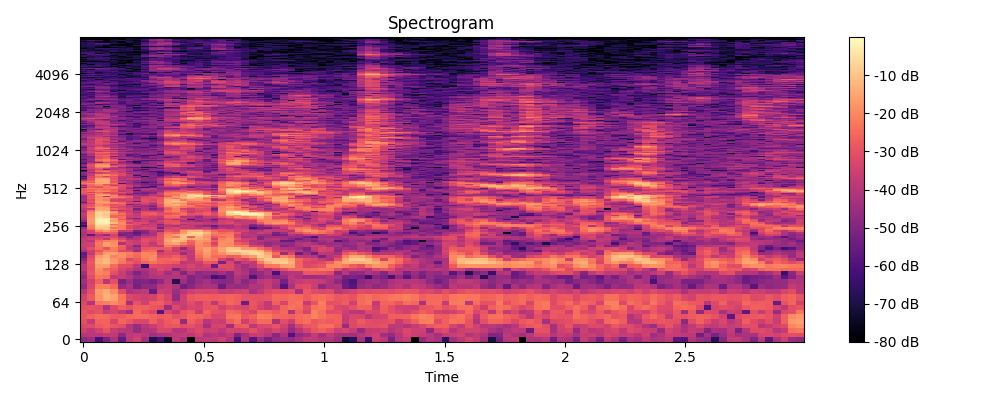 Spectrogram
Hz
4096
2048
1024
512
256
128
64
0
0
0.5
1
1.5
2
2.5
Time
-10 dB
-20 dB
-30 dB
-40 dB
-50 dB
-60 dB
-70 dB
-80 dB